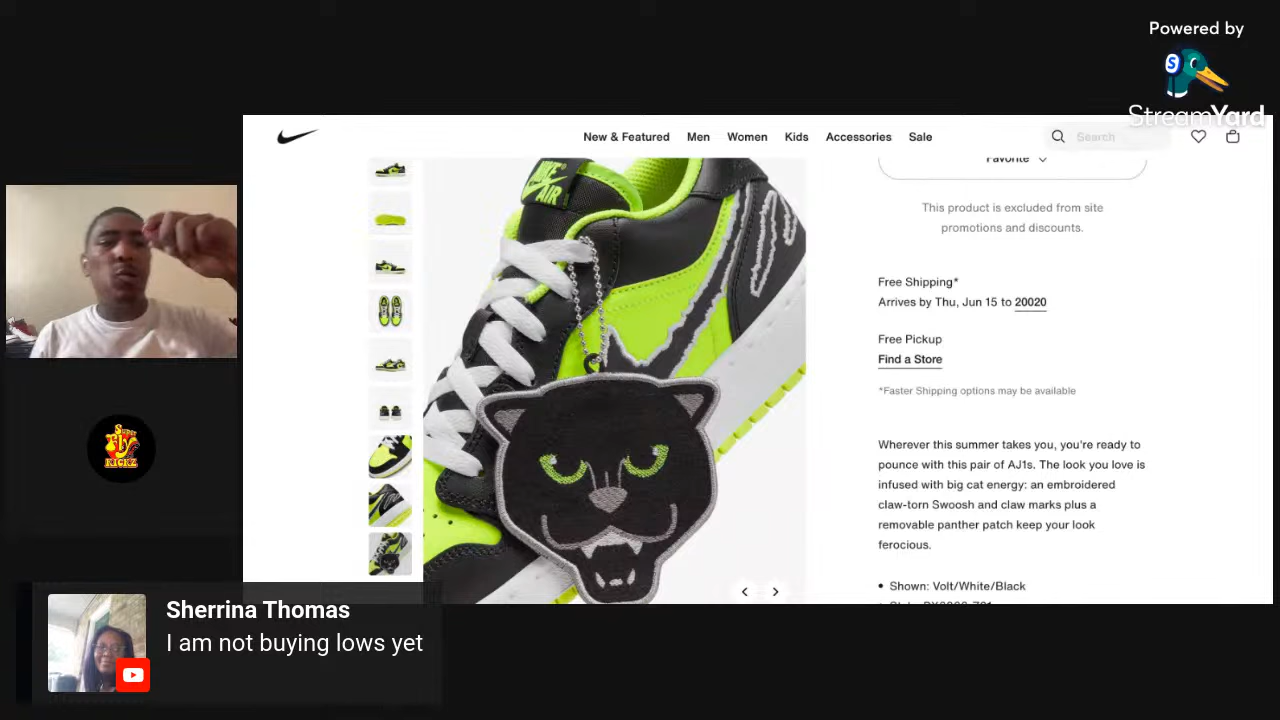 Powered by
StreamYard
New & Featured Men Women Kids Accessories Sale
Search
Favorite
This product is excluded from site
promotions and discounts.
Free Shipping*
Arrives by Thu, Jun 15 to 20020
Free Pickup
Find a Store
*Faster Shipping options may be available
Wherever this summer takes you, you're ready to
pounce with this pair of AJ1s. The look you love is
infused with big cat energy: an embroidered
claw-torn Swoosh and claw marks plus a
removable panther patch keep your look
ferocious.
• Shown: Volt/White/Black
NIKE
AIR
Super
Fly
KICKZ
Sherrina Thomas
I am not buying lows yet